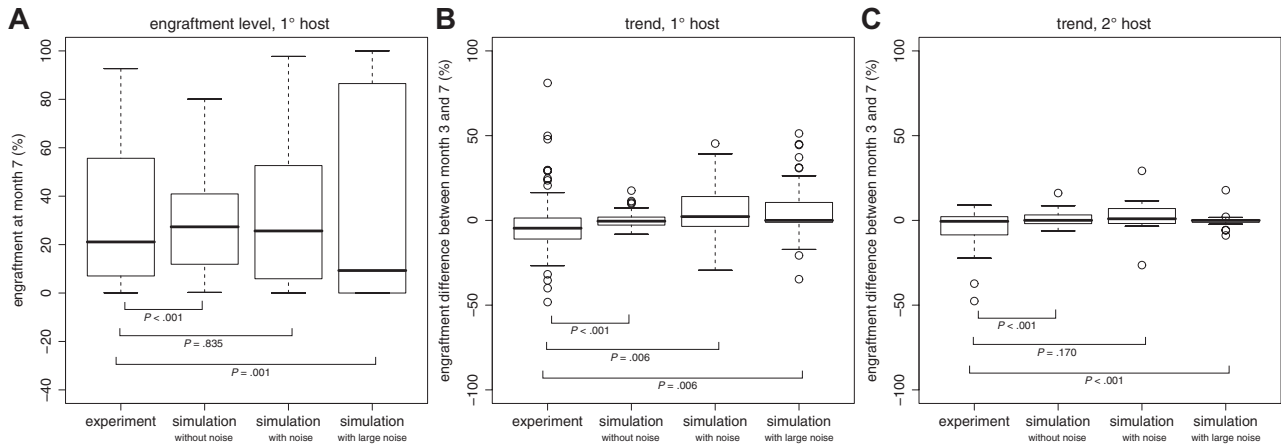 A
engraftment level, 1° host
engraftment at month 7 (%)
100
80
60
40
20
0
−20
−40
P < .001
P = .835
P = .001
experiment
simulation
without noise
simulation
with noise
simulation
with large noise
B
trend, 1° host
engraftment difference between month 3 and 7 (%)
100
50
0
−50
−100
P < .001
P = .006
P = .006
experiment
simulation
without noise
simulation
with noise
simulation
with large noise
C
trend, 2° host
engraftment difference between month 3 and 7 (%)
100
50
0
−50
−100
P < .001
P = .170
P < .001
experiment
simulation
without noise
simulation
with noise
simulation
with large noise